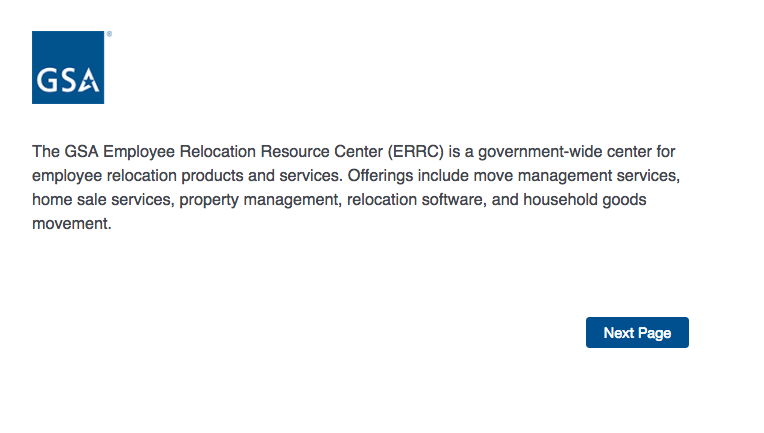 GSA®
The GSA Employee Relocation Resource Center (ERRC) is a government-wide center for
employee relocation products and services. Offerings include move management services,
home sale services, property management, relocation software, and household goods
movement.
Next Page